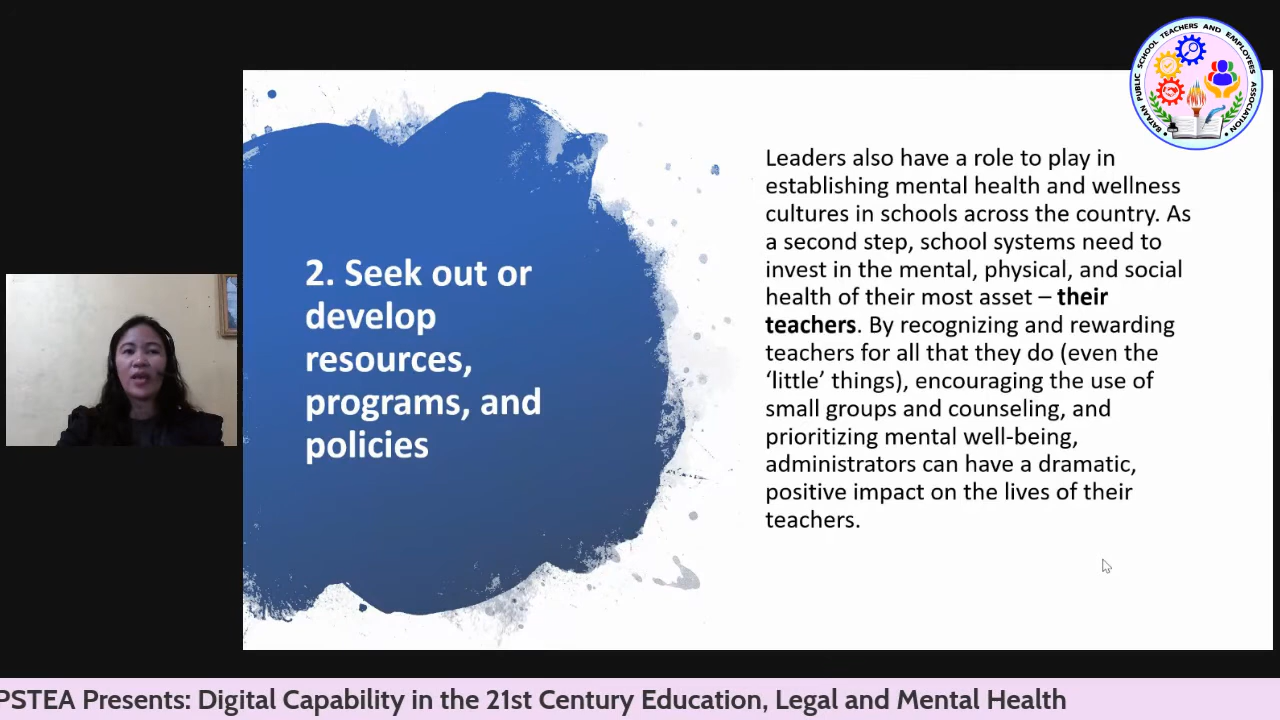 BATAAN PUBLIC SCHOOL TEACHERS AND EMPLOYEES ASSOCIATION
2. Seek out or
develop
resources,
programs, and
policies
Leaders also have a role to play in
establishing mental health and wellness
cultures in schools across the country. As
a second step, school systems need to
invest in the mental, physical, and social
health of their most asset – their
teachers. By recognizing and rewarding
teachers for all that they do (even the
‘little’ things), encouraging the use of
small groups and counseling, and
prioritizing mental well-being,
administrators can have a dramatic,
positive impact on the lives of their
teachers.
PSTEA Presents: Digital Capability in the 21st Century Education, Legal and Mental Health